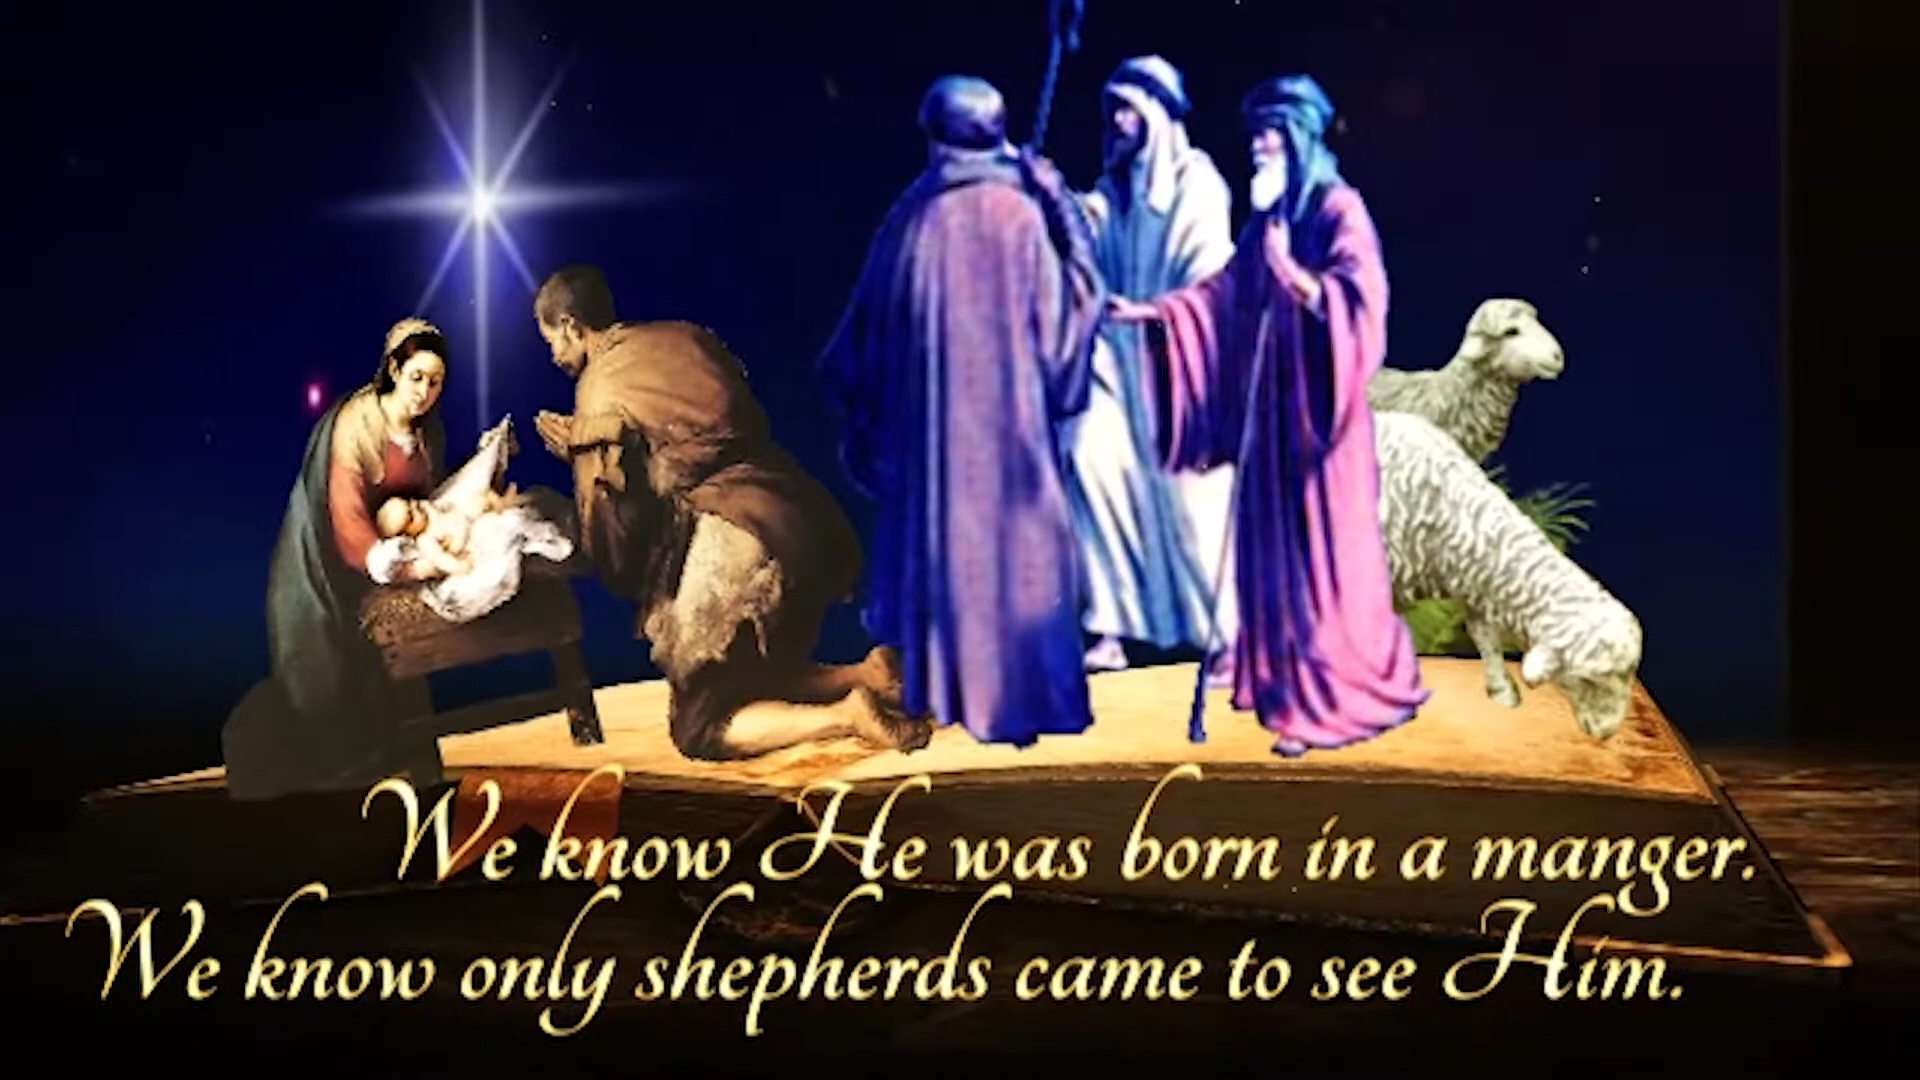 We know He was born in a manger.
We know only shepherds came to see Him.